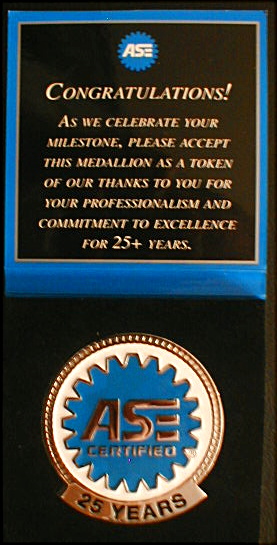 ASE
CONGRATULATIONS!
AS WE CELEBRATE YOUR
MILESTONE, PLEASE ACCEPT
THIS MEDALLION AS A TOKEN
OF OUR THANKS TO YOU FOR
YOUR PROFESSIONALISM AND
COMMITMENT TO EXCELLENCE
FOR 25+ YEARS.
ASE
CERTIFIED ®
25 YEARS